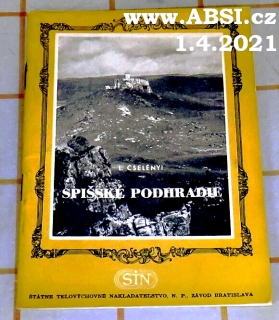 www.ABSI.cz
1.4.2021
L. CSELÉNYI
SPIŠSKÉ PODHRADIE
STN
ŠTÁTNE TELOVÝCHOVNÉ NAKLADATEĽSTVO, N. P., ZÁVOD BRATISLAVA